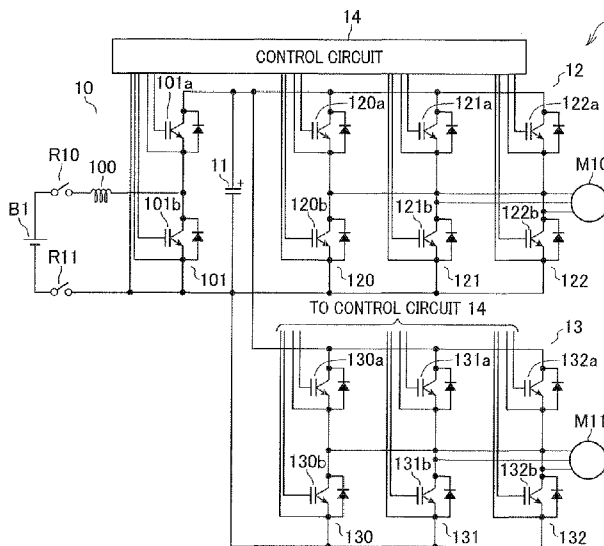 14
CONTROL CIRCUIT
10
12
101a
120a
121a
122a
R10
100
11
+
M10
B1
101b
120b
121b
122b
R11
101
120
121
122
TO CONTROL CIRCUIT 14
13
130a
131a
132a
M11
130b
131b
132b
130
131
132